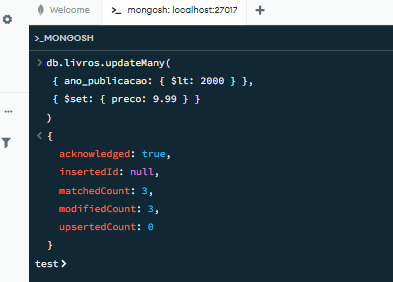 Welcome
mongosh: localhost:27017
+
>_MONGOSH
> db.livros.updateMany(
{ ano_publicacao: { $lt: 2000 } },
{ $set: { preco: 9.99 } }
)
< {
acknowledged: true,
insertedId: null,
matchedCount: 3,
modifiedCount: 3,
upsertedCount: 0
}
test>